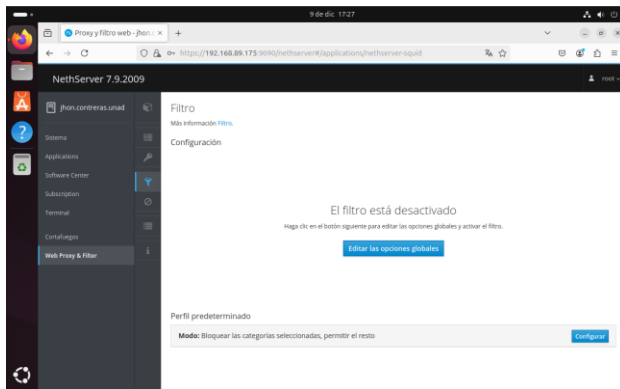 9 de dic 17:27
Proxy y filtro web - jhon.c
https://192.168.89.175:9090/nethserver#/applications/nethserver-squid
NethServer 7.9.2009
root
jhon.contreras.unad
Sistema
Applications
Software Center
Subscription
Terminal
Cortafuegos
Web Proxy & Filter
Filtro
Más información Filtro.
Configuración
El filtro está desactivado
Haga clic en el botón siguiente para editar las opciones globales y activar el filtro.
Editar las opciones globales
Perfil predeterminado
Modo: Bloquear las categorías seleccionadas, permitir el resto
Configurar